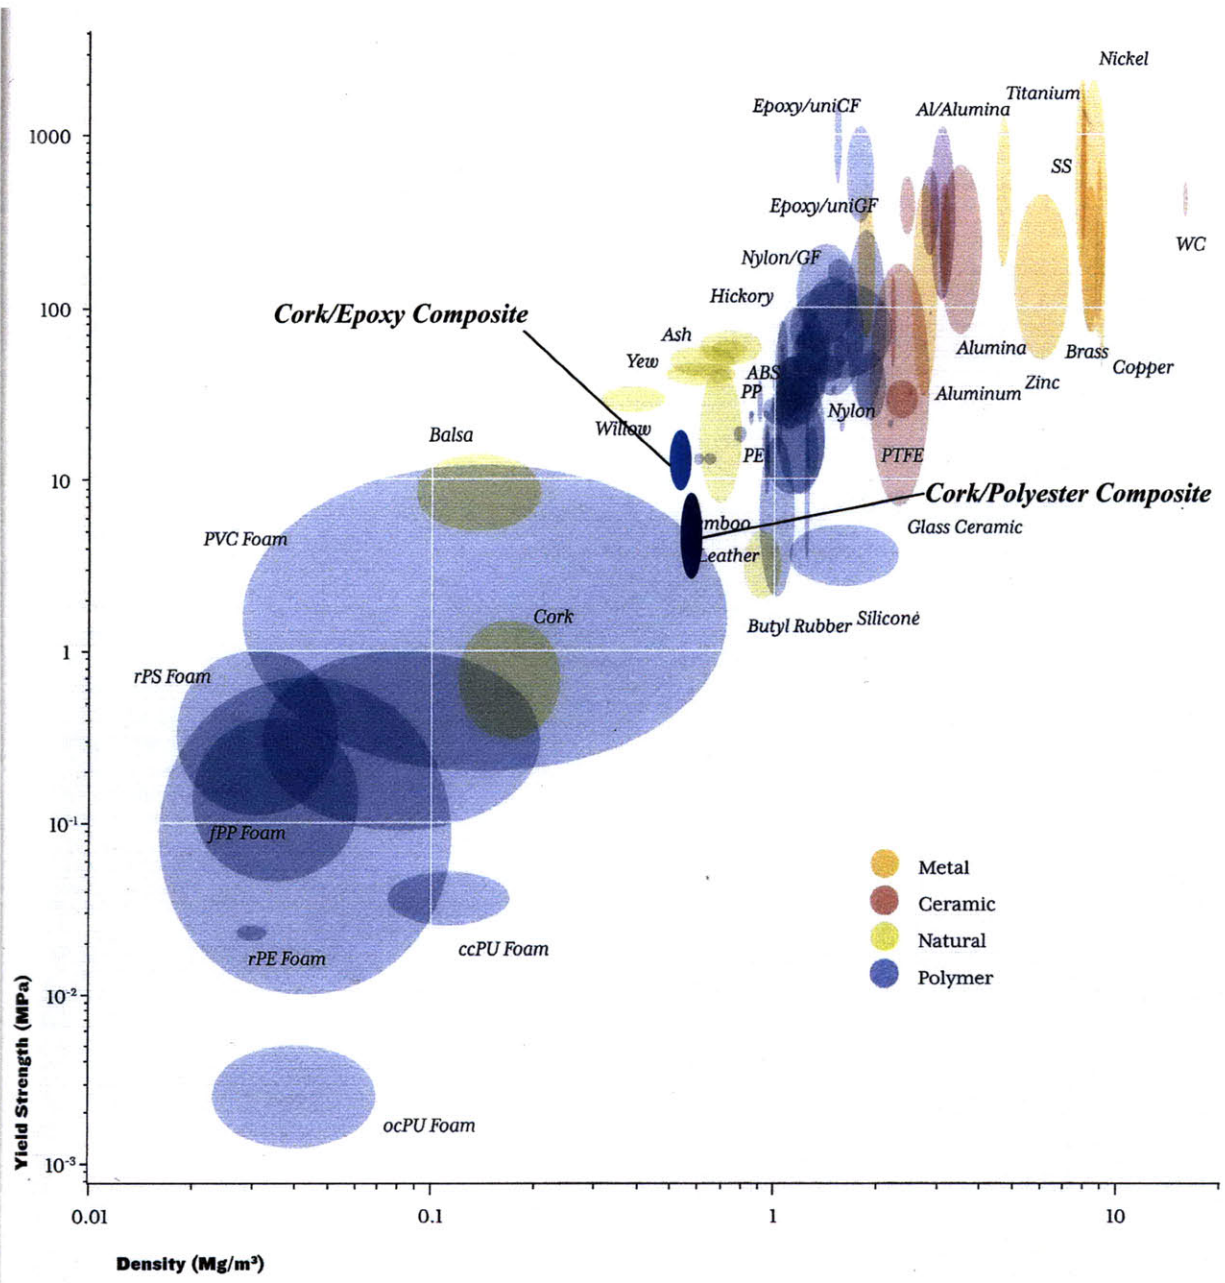 Nickel
Titanium
Epoxy/uniCF
Al/Alumina
1000
SS
Epoxy/uniGF
WC
Nylon/GF
Hickory
100
Cork/Epoxy Composite
Ash
Yew
Alumina
Brass
Copper
ABS
PP
Zinc
Aluminum
Nylon
Willow
Balsa
PE
PTFE
10
Cork/Polyester Composite
mboo
Glass Ceramic
PVC Foam
Leather
Cork
Butyl Rubber
Silicone
1
rPS Foam
10⁻¹
fPP Foam
Metal
Ceramic
Natural
Polymer
ccPU Foam
rPE Foam
10⁻²
Yield Strength (MPa)
ocPU Foam
10⁻³
0.01
0.1
1
10
Density (Mg/m³)